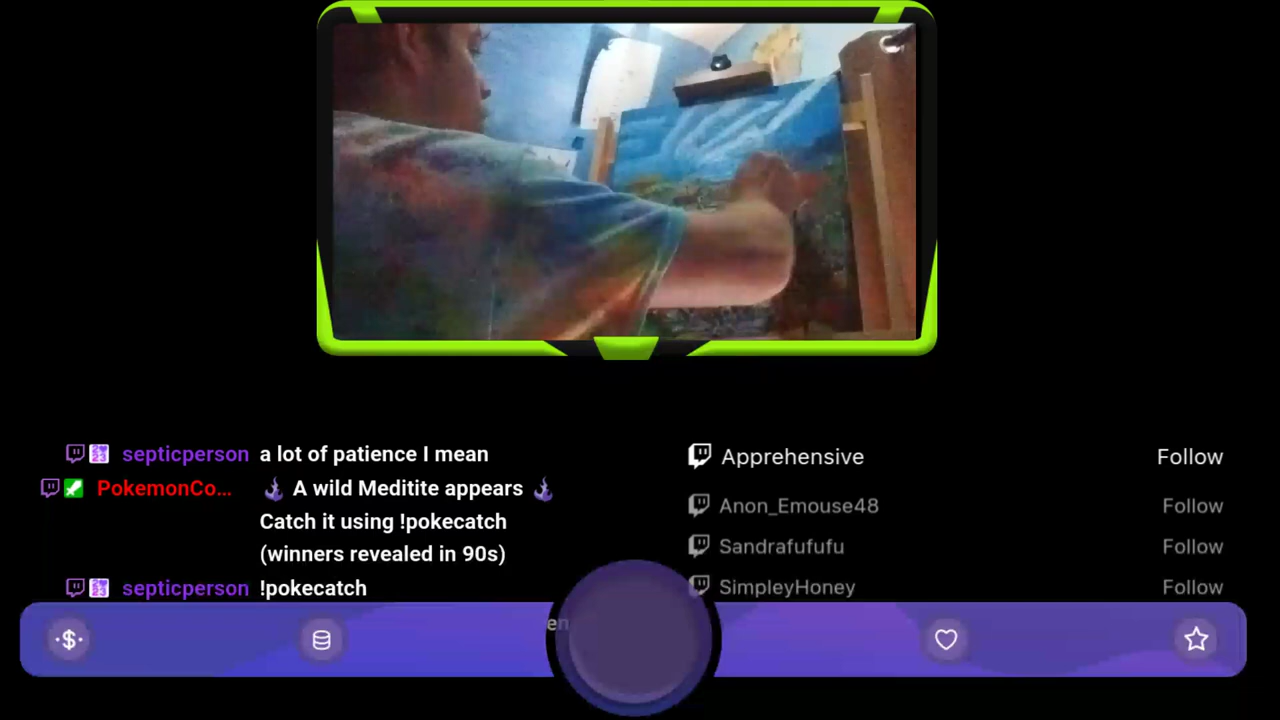 septicperson a lot of patience I mean
PokemonCo... A wild Meditite appears
Catch it using !pokecatch
(winners revealed in 90s)
septicperson !pokecatch
Apprehensive Follow
Anon_Emouse48 Follow
Sandrafufufu Follow
SimpleyHoney Follow